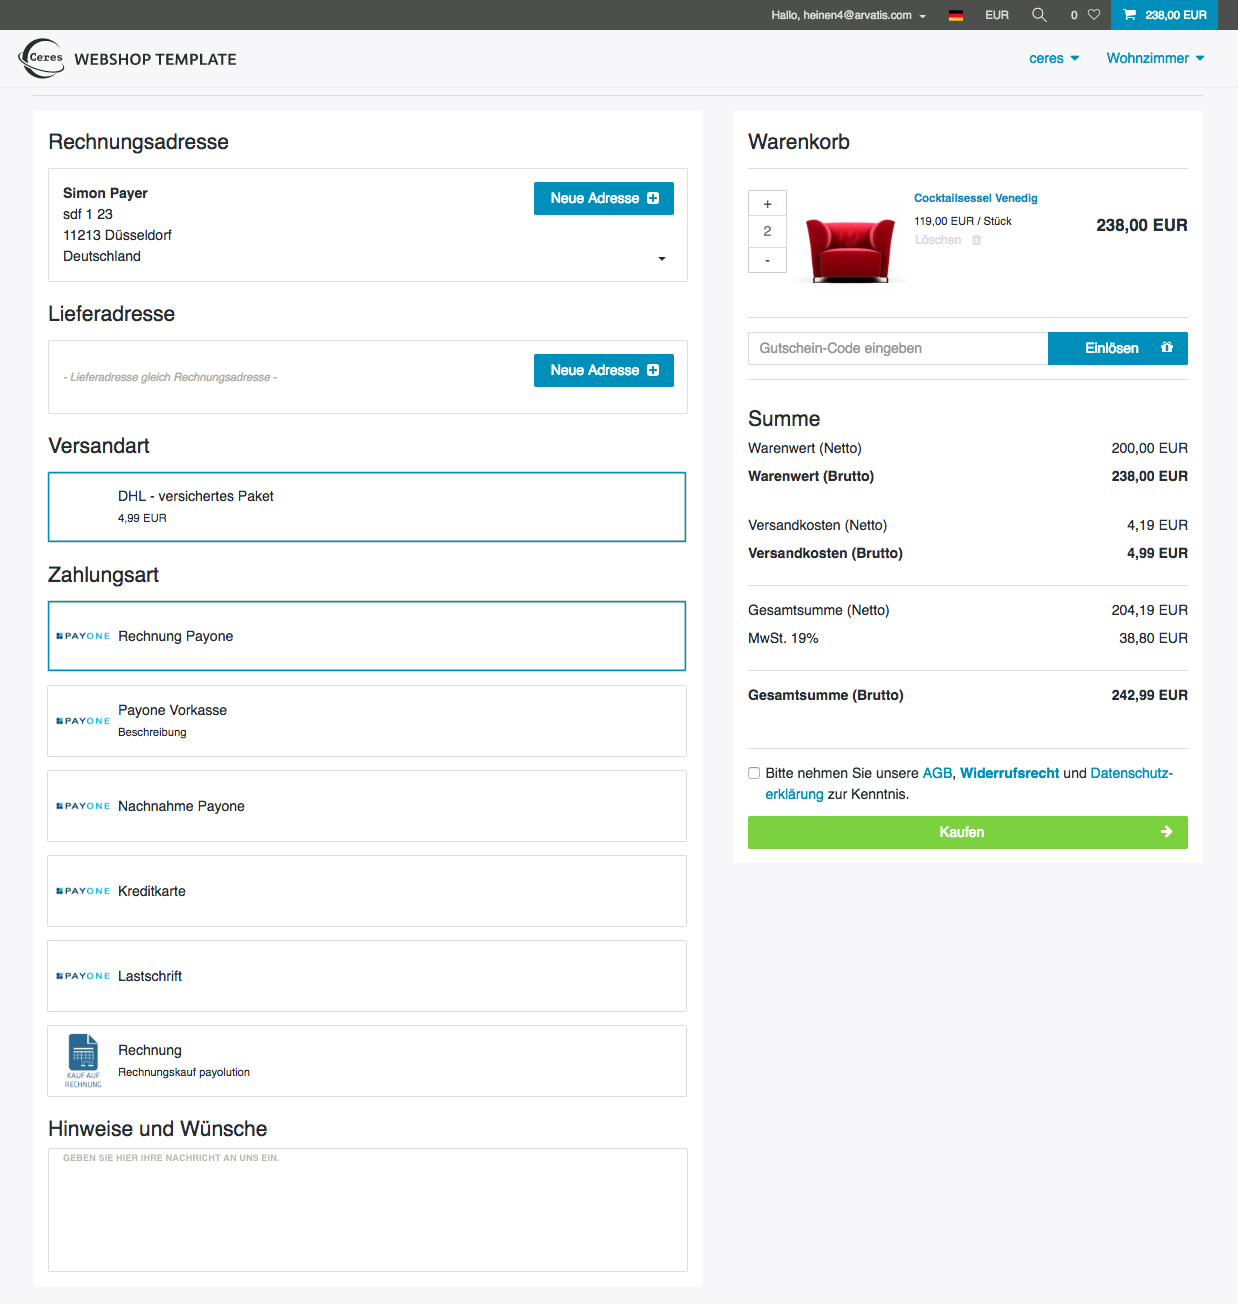 Hallo, heinen4@arvatis.com
EUR
0
238,00 EUR
Ceres
WEBSHOP TEMPLATE
ceres
Wohnzimmer
Rechnungsadresse
Simon Payer
sdf 1 23
11213 Düsseldorf
Deutschland
Neue Adresse
Lieferadresse
- Lieferadresse gleich Rechnungsadresse -
Neue Adresse
Versandart
DHL - versichertes Paket
4,99 EUR
Zahlungsart
PAYONE Rechnung Payone
PAYONE Payone Vorkasse
Beschreibung
PAYONE Nachnahme Payone
PAYONE Kreditkarte
PAYONE Lastschrift
KAUF AUF
RECHNUNG
Rechnung
Rechnungskauf payolution
Hinweise und Wünsche
GEBEN SIE HIER IHRE NACHRICHT AN UNS EIN.
Warenkorb
+
2
-
Cocktailsessel Venedig
119,00 EUR / Stück
Löschen
238,00 EUR
Gutschein-Code eingeben
Einlösen
Summe
Warenwert (Netto) 200,00 EUR
Warenwert (Brutto) 238,00 EUR
Versandkosten (Netto) 4,19 EUR
Versandkosten (Brutto) 4,99 EUR
Gesamtsumme (Netto) 204,19 EUR
MwSt. 19% 38,80 EUR
Gesamtsumme (Brutto) 242,99 EUR
Bitte nehmen Sie unsere AGB, Widerrufsrecht und Datenschutz-
erklärung zur Kenntnis.
Kaufen